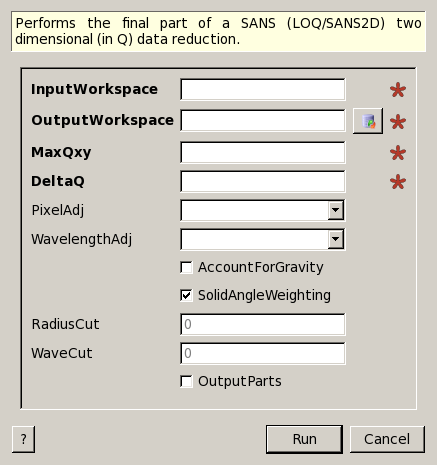 Performs the final part of a SANS (LOQ/SANS2D) two
dimensional (in Q) data reduction.
InputWorkspace *
OutputWorkspace *
MaxQxy *
DeltaQ *
PixelAdj
WavelengthAdj
AccountForGravity
SolidAngleWeighting
RadiusCut 0
WaveCut 0
OutputParts
? Run Cancel